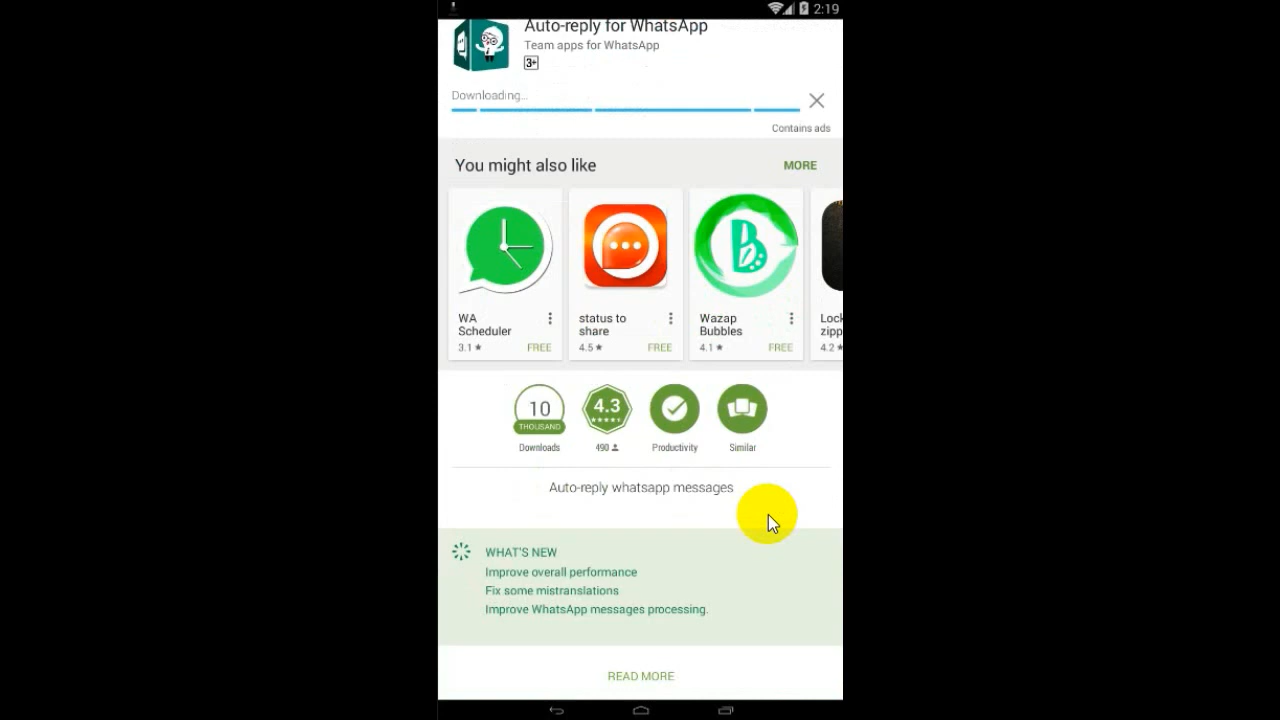 2:19
Auto-reply for WhatsApp
Team apps for WhatsApp
3+
Downloading...
Contains ads
You might also like
MORE
WA
Scheduler
3.1 ★ FREE
status to
share
4.5 ★ FREE
Wazap
Bubbles
4.1 ★ FREE
Lock
zipp
4.2 ★
10
THOUSAND
Downloads
4.3
490
Productivity
Similar
Auto-reply whatsapp messages
WHAT'S NEW
Improve overall performance
Fix some mistranslations
Improve WhatsApp messages processing.
READ MORE